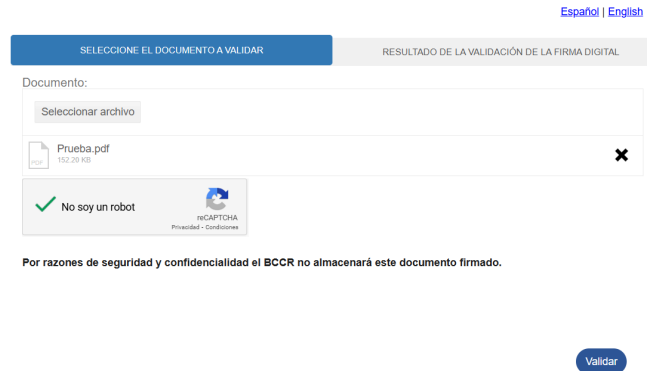 Español | English
SELECCIONE EL DOCUMENTO A VALIDAR
RESULTADO DE LA VALIDACIÓN DE LA FIRMA DIGITAL
Documento:
Seleccionar archivo
PDF
Prueba.pdf
152.20 KB
No soy un robot
reCAPTCHA
Privacidad - Condiciones
Por razones de seguridad y confidencialidad el BCCR no almacenará este documento firmado.
Validar